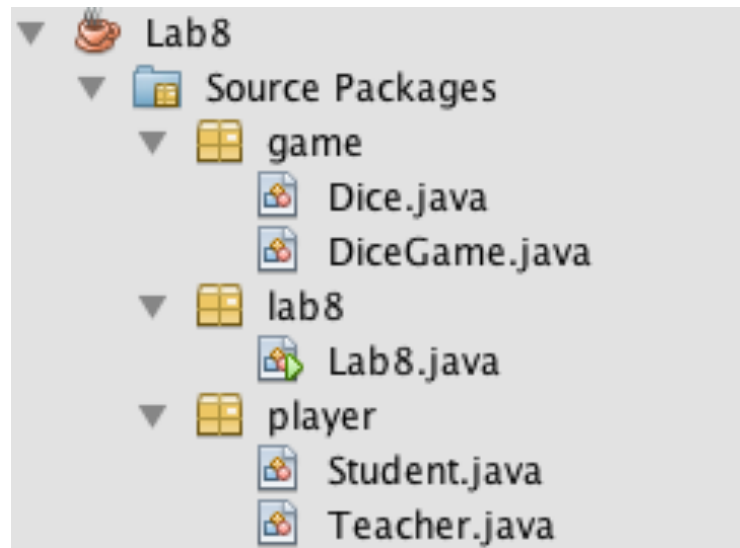 Lab8
Source Packages
game
Dice.java
DiceGame.java
lab8
Lab8.java
player
Student.java
Teacher.java